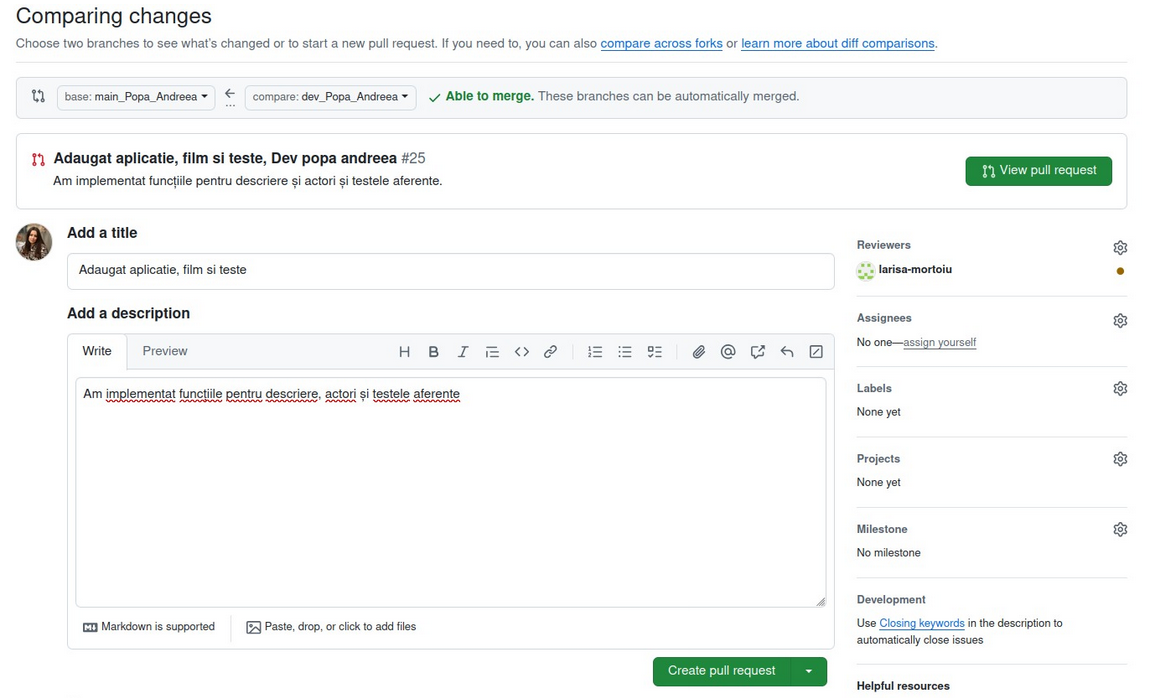 Comparing changes
Choose two branches to see what's changed or to start a new pull request. If you need to, you can also compare across forks or learn more about diff comparisons.
base: main_Popa_Andreea ... compare: dev_Popa_Andreea Able to merge. These branches can be automatically merged.
Adaugat aplicatie, film si teste, Dev popa andreea #25
Am implementat funcțiile pentru descriere și actori și testele aferente.
View pull request
Add a title
Adaugat aplicatie, film si teste
Add a description
Write Preview
Am implementat funcțiile pentru descriere, actori și testele aferente
Markdown is supported
Paste, drop, or click to add files
Create pull request
Reviewers
larisa-mortoiu
Assignees
No one—assign yourself
Labels
None yet
Projects
None yet
Milestone
No milestone
Development
Use Closing keywords in the description to
automatically close issues
Helpful resources